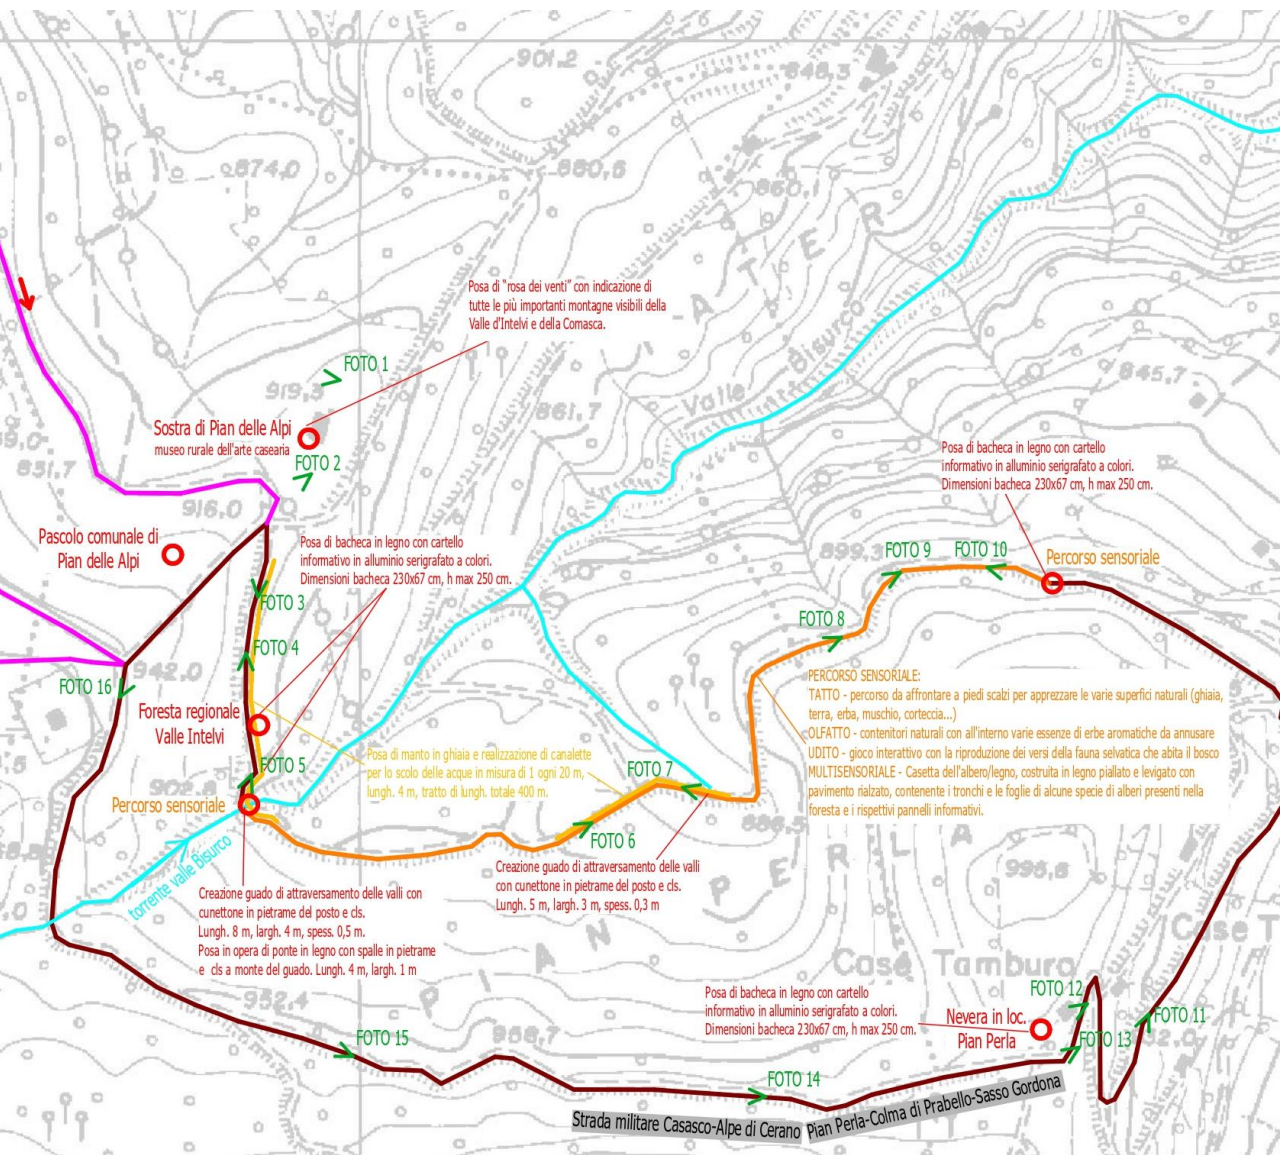 901.2
848,3
874,0
880,6
Posa di "rosa dei venti" con indicazione di
tutte le più importanti montagne visibili della
Valle d'Intelvi e della Comasca.
FOTO 1
919,3
845,7
Valle
Bisurco
861,7
Sostra di Pian delle Alpi
museo rurale dell'arte casearia
FOTO 2
831,7
916,0
Posa di bacheca in legno con cartello
informativo in alluminio serigrafato a colori.
Dimensioni bacheca 230x67 cm, h max 250 cm.
Pascolo comunale di
Pian delle Alpi
Posa di bacheca in legno con cartello
informativo in alluminio serigrafato a colori.
Dimensioni bacheca 230x67 cm, h max 250 cm.
FOTO 9
FOTO 10
Percorso sensoriale
FOTO 3
FOTO 8
FOTO 4
942,0
FOTO 16
Foresta regionale
Valle Intelvi
PERCORSO SENSORIALE:
TATTO - percorso da affrontare a piedi scalzi per apprezzare le varie superfici naturali (ghiaia,
terra, erba, muschio, corteccia...)
OLFATTO - contenitori naturali con all'interno varie essenze di erbe aromatiche da annusare
UDITO - gioco interattivo con la riproduzione dei versi della fauna selvatica che abita il bosco
MULTISENSORIALE - Casetta dell'albero/legno, costruita in legno piallato e levigato con
pavimento rialzato, contenente i tronchi e le foglie di alcune specie di alberi presenti nella
foresta e i rispettivi pannelli informativi.
Posa di manto in ghiaia e realizzazione di canalette
per lo scolo delle acque in misura di 1 ogni 20 m,
lungh. 4 m, tratto di lungh. totale 400 m.
FOTO 5
FOTO 7
Percorso sensoriale
FOTO 6
torrente valle Bisurco
Creazione guado di attraversamento delle valli
con cunettone in pietrame del posto e cls.
Lungh. 5 m, largh. 3 m, spess. 0,3 m
Creazione guado di attraversamento delle valli con
cunettone in pietrame del posto e cls.
Lungh. 8 m, largh. 4 m, spess. 0,5 m.
Posa in opera di ponte in legno con spalle in pietrame
e cls a monte del guado. Lungh. 4 m, largh. 1 m
P I A N
P E R
Case Tamburo
Case T
932,4
Posa di bacheca in legno con cartello
informativo in alluminio serigrafato a colori.
Dimensioni bacheca 230x67 cm, h max 250 cm.
FOTO 12
Nevera in loc.
Pian Perla
FOTO 11
FOTO 13
FOTO 15
FOTO 14
Strada militare Casasco-Alpe di Cerano
Pian Perla-Colma di Prabello-Sasso Gordona